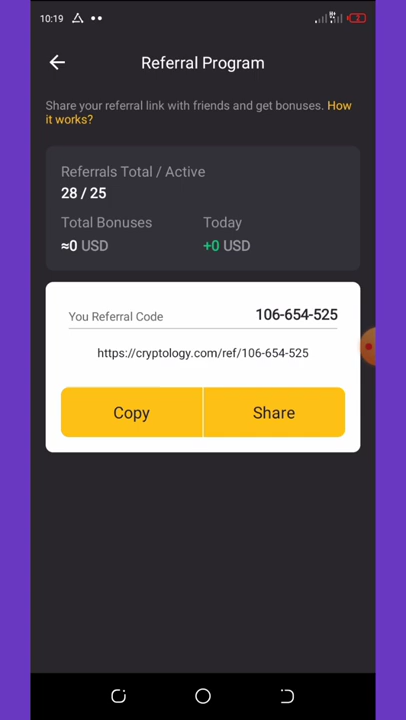 10:19
Referral Program
Share your referral link with friends and get bonuses. How
it works?
Referrals Total / Active
28 / 25
Total Bonuses Today
≈0 USD +0 USD
You Referral Code 106-654-525
https://cryptology.com/ref/106-654-525
Copy Share